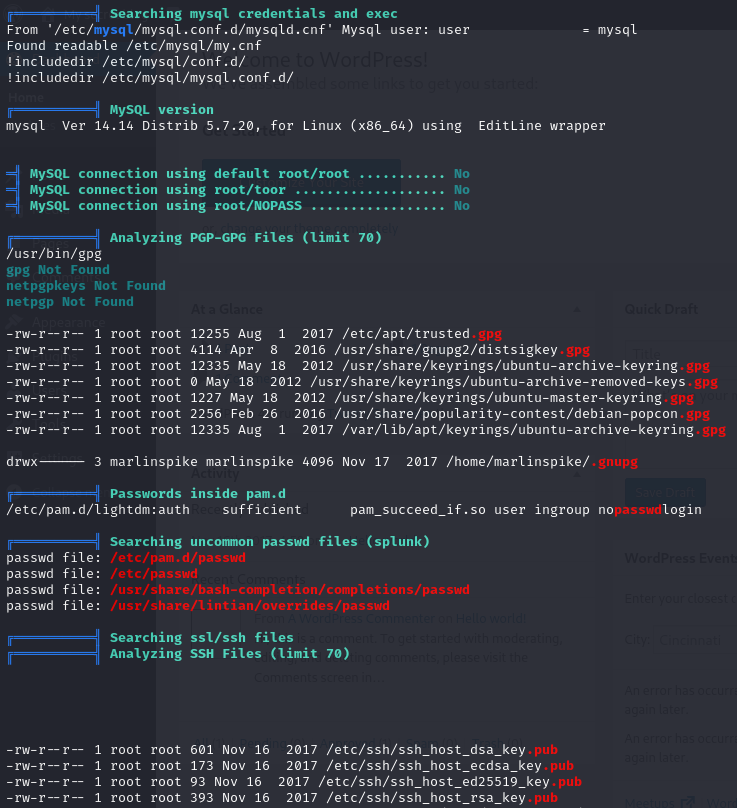 Searching mysql credentials and exec
From '/etc/mysql/mysql.conf.d/mysqld.cnf' Mysql user: user              = mysql
Found readable /etc/mysql/my.cnf
!includedir /etc/mysql/conf.d/
!includedir /etc/mysql/mysql.conf.d/
MySQL version
mysql  Ver 14.14 Distrib 5.7.20, for Linux (x86_64) using  EditLine wrapper
MySQL connection using default root/root ........... No
MySQL connection using root/toor ................... No
MySQL connection using root/NOPASS ................. No
Analyzing PGP-GPG Files (limit 70)
/usr/bin/gpg
gpg Not Found
netpgpkeys Not Found
netpgp Not Found
-rw-r--r-- 1 root root 12255 Aug  1  2017 /etc/apt/trusted.gpg
-rw-r--r-- 1 root root 4114 Apr  8  2016 /usr/share/gnupg2/distsigkey.gpg
-rw-r--r-- 1 root root 12335 May 18  2012 /usr/share/keyrings/ubuntu-archive-keyring.gpg
-rw-r--r-- 1 root root 0 May 18  2012 /usr/share/keyrings/ubuntu-archive-removed-keys.gpg
-rw-r--r-- 1 root root 1227 May 18  2012 /usr/share/keyrings/ubuntu-master-keyring.gpg
-rw-r--r-- 1 root root 2256 Feb 26  2016 /usr/share/popularity-contest/debian-popcon.gpg
-rw-r--r-- 1 root root 12335 Aug  1  2017 /var/lib/apt/keyrings/ubuntu-archive-keyring.gpg
drwx------ 3 marlinspike marlinspike 4096 Nov 17  2017 /home/marlinspike/.gnupg
Passwords inside pam.d
/etc/pam.d/lightdm:auth    sufficient      pam_succeed_if.so user ingroup nopasswdlogin
Searching uncommon passwd files (splunk)
passwd file: /etc/pam.d/passwd
passwd file: /etc/passwd
passwd file: /usr/share/bash-completion/completions/passwd
passwd file: /usr/share/lintian/overrides/passwd
Searching ssl/ssh files
Analyzing SSH Files (limit 70)
-rw-r--r-- 1 root root 601 Nov 16  2017 /etc/ssh/ssh_host_dsa_key.pub
-rw-r--r-- 1 root root 173 Nov 16  2017 /etc/ssh/ssh_host_ecdsa_key.pub
-rw-r--r-- 1 root root 93 Nov 16  2017 /etc/ssh/ssh_host_ed25519_key.pub
-rw-r--r-- 1 root root 393 Nov 16  2017 /etc/ssh/ssh_host_rsa_key.pub
At a Glance
Quick Draft
Activity
Save Draft
WordPress Events
Recent Comments